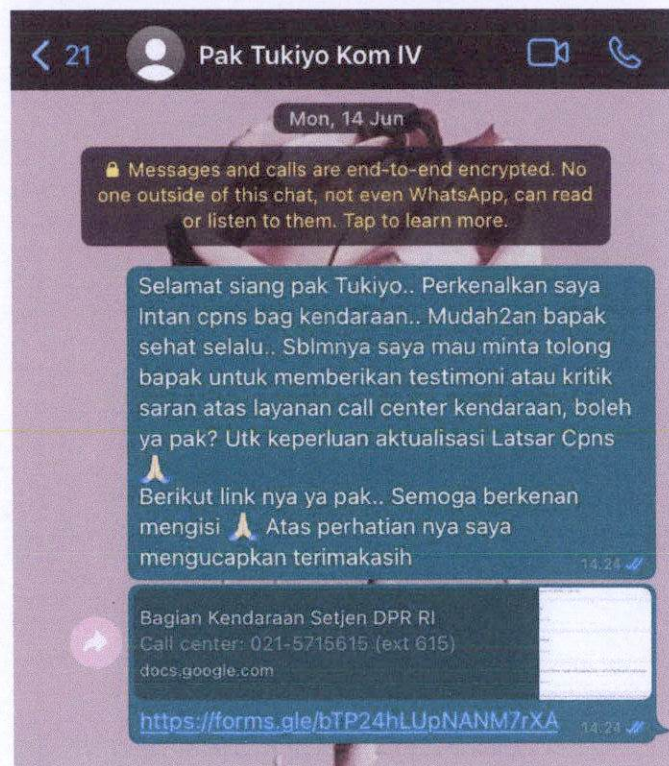 21
Pak Tukiyo Kom IV
Mon, 14 Jun
Messages and calls are end-to-end encrypted. No
one outside of this chat, not even WhatsApp, can read
or listen to them. Tap to learn more.
Selamat siang pak Tukiyo.. Perkenalkan saya
Intan cpns bag kendaraan.. Mudah2an bapak
sehat selalu.. Sblmnya saya mau minta tolong
bapak untuk memberikan testimoni atau kritik
saran atas layanan call center kendaraan, boleh
ya pak? Utk keperluan aktualisasi Latsar Cpns
🙏🏻
Berikut link nya ya pak.. Semoga berkenan
mengisi 🙏🏻 Atas perhatian nya saya
mengucapkan terimakasih
14.24
Bagian Kendaraan Setjen DPR RI
Call center: 021-5715615 (ext 615)
docs.google.com
https://forms.gle/bTP24hLUpNANM7rXA
14.24